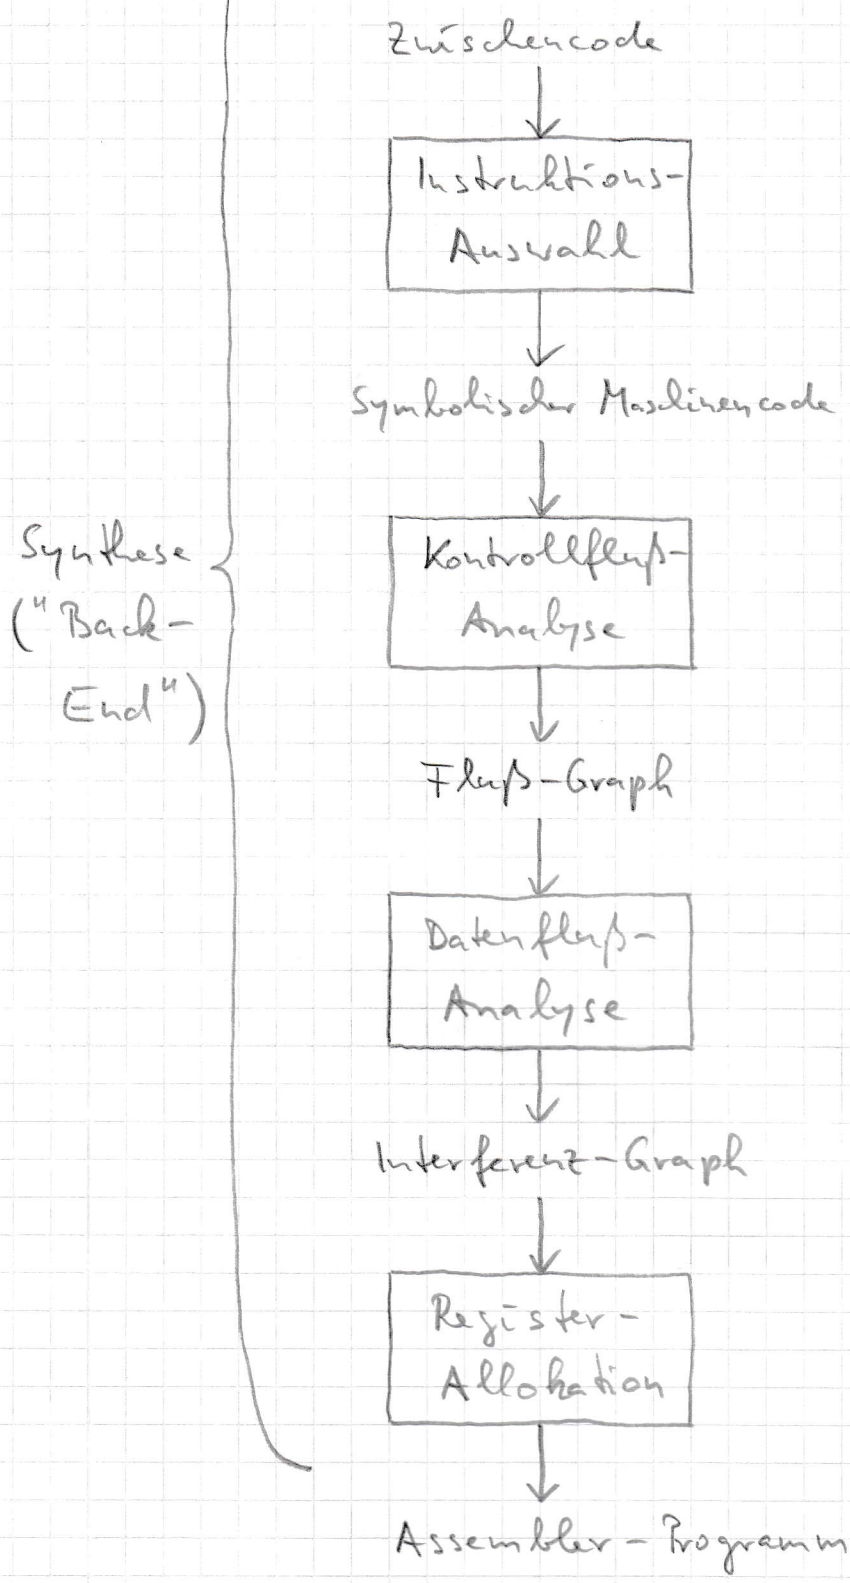 Zwischencode
Instruktions-
Auswahl
Symbolischer Maschinencode
Kontrollfluß-
Analyse
Synthese
("Back-
End")
Fluß-Graph
Datenfluß-
Analyse
Interferenz-Graph
Register-
Allokation
Assembler-Programm